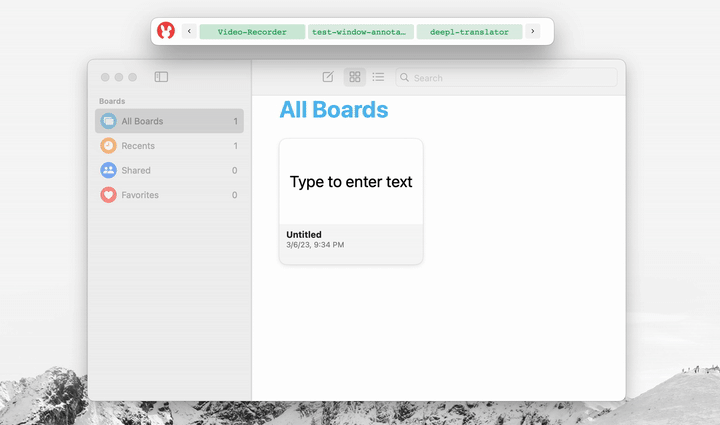 Video-Recorder test-window-annota… deepl-translator
Search
Boards
All Boards 1
Recents 1
Shared 0
Favorites 0
All Boards
Type to enter text
Untitled
3/6/23, 9:34 PM